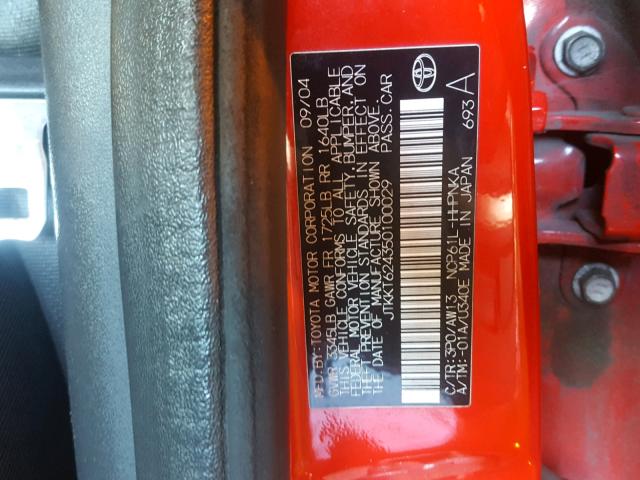 MFD.BY:TOYOTA MOTOR CORPORATION 09/04
GVWR 3345LB GAWR FR 1725LB RR 1640LB
THIS VEHICLE CONFORMS TO ALL APPLICABLE
FEDERAL MOTOR VEHICLE SAFETY, BUMPER, AND
THEFT PREVENTION STANDARDS IN EFFECT ON
THE DATE OF MANUFACTURE SHOWN ABOVE.
JTKKT624550100029 PASS.CAR
C/TR:3P0/AW13 NCP61L-HHPNKA
A/TM:-01A/U340E MADE IN JAPAN 693 A